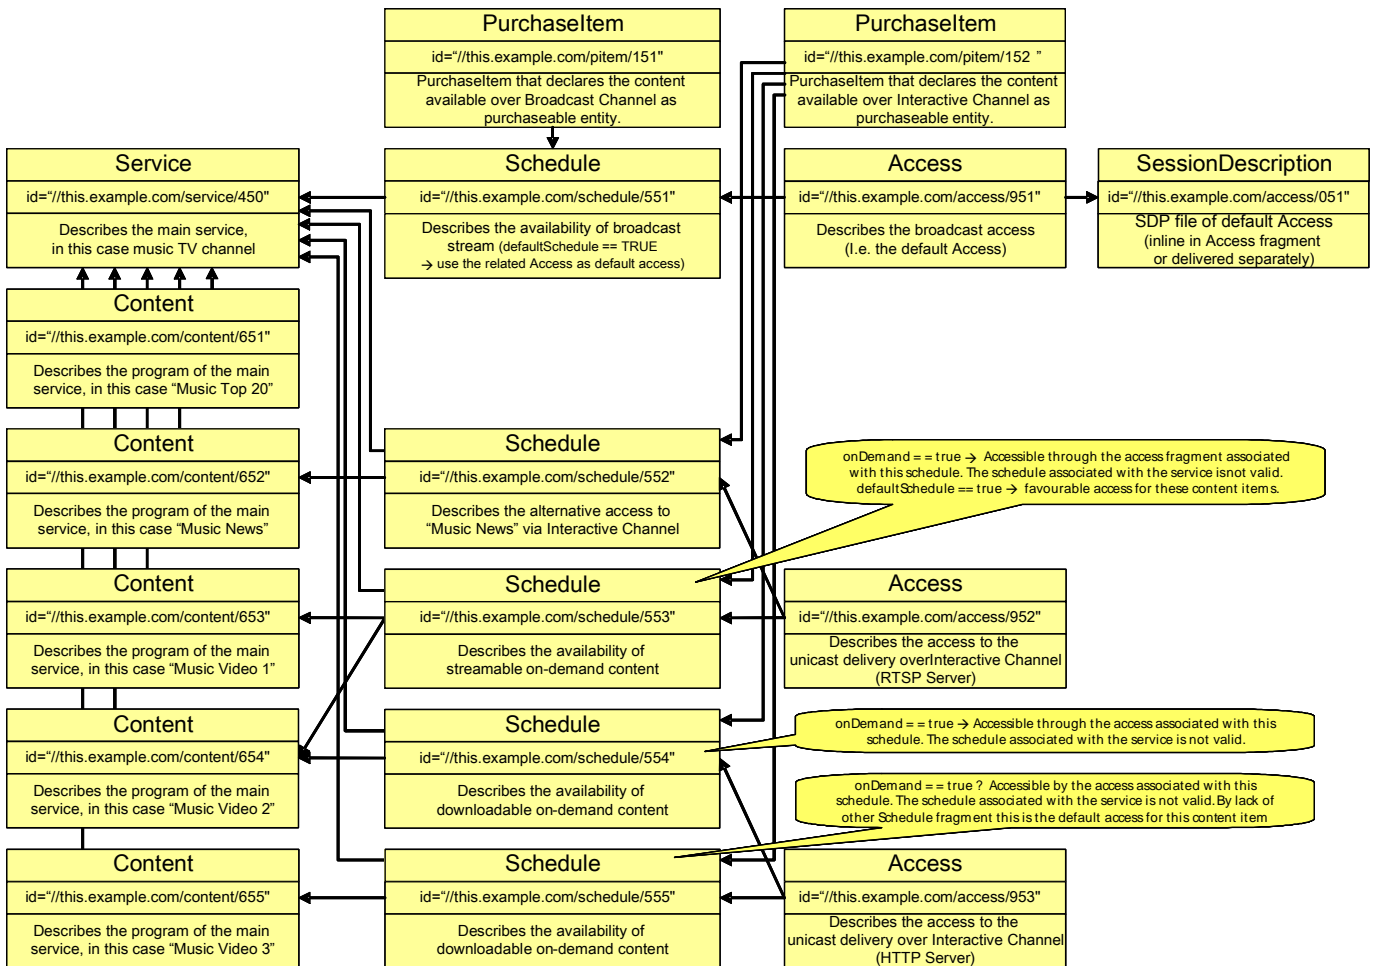 PurchaseItem
id="//this.example.com/pitem/151"
PurchaseItem that declares the content
available over Broadcast Channel as
purchaseable entity.
PurchaseItem
id="//this.example.com/pitem/152 "
PurchaseItem that declares the content
available over Interactive Channel as
purchaseable entity.
Service
id="//this.example.com/service/450"
Describes the main service,
in this case music TV channel
Schedule
id="//this.example.com/schedule/551"
Describes the availability of broadcast
stream (defaultSchedule == TRUE
→ use the related Access as default access)
Access
id="//this.example.com/access/951"
Describes the broadcast access
(I.e. the default Access)
SessionDescription
id="//this.example.com/access/051"
SDP file of default Access
(inline in Access fragment
or delivered separately)
Content
id="//this.example.com/content/651"
Describes the program of the main
service, in this case “Music Top 20”
Content
id="//this.example.com/content/652"
Describes the program of the main
service, in this case “Music News”
Schedule
id="//this.example.com/schedule/552"
Describes the alternative access to
“Music News” via Interactive Channel
onDemand == true → Accessible through the access fragment associated
with this schedule. The schedule associated with the service isnot valid.
defaultSchedule == true → favourable access for these content items.
Content
id="//this.example.com/content/653"
Describes the program of the main
service, in this case “Music Video 1”
Schedule
id="//this.example.com/schedule/553"
Describes the availability of
streamable on-demand content
Access
id="//this.example.com/access/952"
Describes the access to the
unicast delivery overInteractive Channel
(RTSP Server)
Content
id="//this.example.com/content/654"
Describes the program of the main
service, in this case “Music Video 2”
Schedule
id="//this.example.com/schedule/554"
Describes the availability of
downloadable on-demand content
onDemand == true → Accessible through the access associated with this
schedule. The schedule associated with the service is not valid.
onDemand == true ? Accessible by the access associated with this
schedule. The schedule associated with the service is not valid. By lack of
other Schedule fragment this is the default access for this content item
Content
id="//this.example.com/content/655"
Describes the program of the main
service, in this case “Music Video 3”
Schedule
id="//this.example.com/schedule/555"
Describes the availability of
downloadable on-demand content
Access
id="//this.example.com/access/953"
Describes the access to the
unicast delivery over Interactive Channel
(HTTP Server)